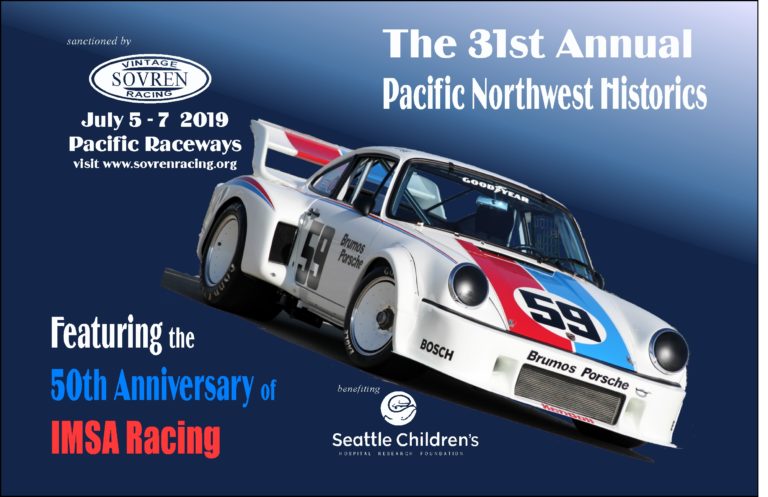 sanctioned by
VINTAGE
SOVREN
RACING
July 5 - 7 2019
Pacific Raceways
visit www.sovrenracing.org
The 31st Annual
Pacific Northwest Historics
GOODYEAR
59
Brumos
Porsche
59
BOSCH
Brumos Porsche
Featuring the
50th Anniversary of
IMSA Racing
benefiting
Seattle Children's
HOSPITAL RESEARCH FOUNDATION